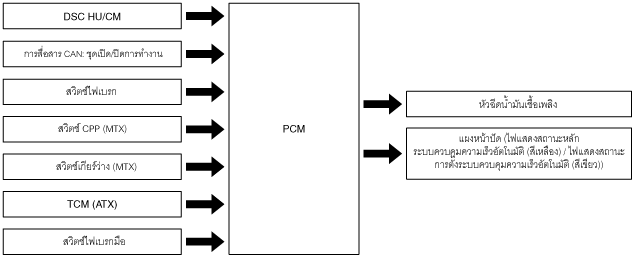 DSC HU/CM
การสื่อสาร CAN: ชุดเปิด/ปิดการทำงาน
สวิตช์ไฟเบรก
สวิตช์ CPP (MTX)
สวิตช์เกียร์ว่าง (MTX)
TCM (ATX)
สวิตช์ไฟเบรกมือ
PCM
หัวฉีดน้ำมันเชื้อเพลิง
แผงหน้าปัด (ไฟแสดงสถานะหลัก
ระบบควบคุมความเร็วอัตโนมัติ (สีเหลือง) / ไฟแสดงสถานะ
การตั้งระบบควบคุมความเร็วอัตโนมัติ (สีเขียว))